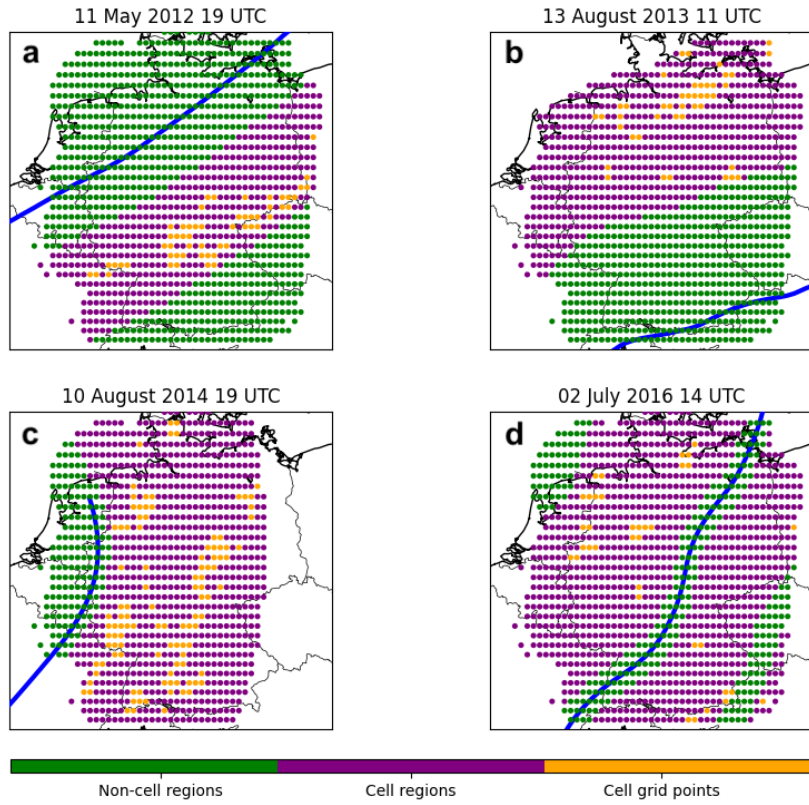 11 May 2012 19 UTC
13 August 2013 11 UTC
a
b
10 August 2014 19 UTC
02 July 2016 14 UTC
c
d
Non-cell regions
Cell regions
Cell grid points